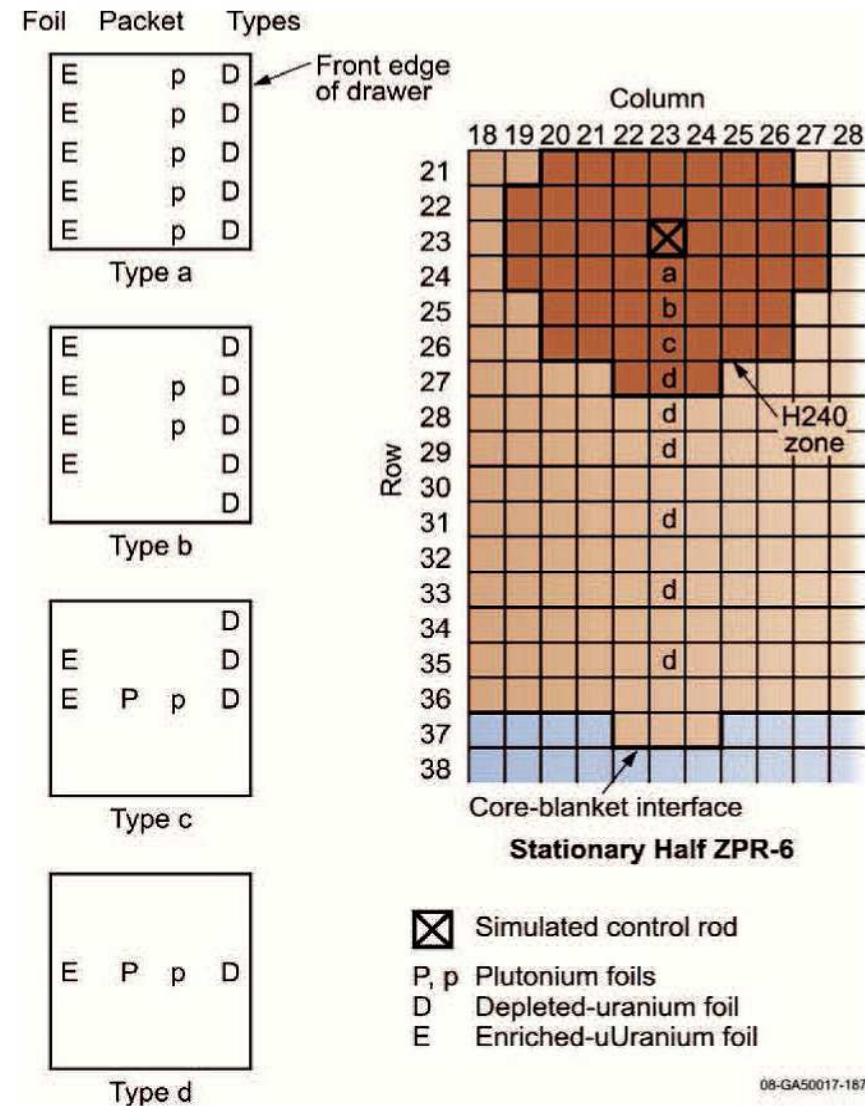 Foil Packet Types
E p D
E p D
E p D
E p D
E p D
Front edge
of drawer
Type a
E D
E p D
E p D
E D
D
Type b
D
E D
E P p D
Type c
E P p D
Type d
Column
18 19 20 21 22 23 24 25 26 27 28
Row
21
22
23
24 a
25 b
26 c
27 d
28 d
29 d
30
31 d
32
33 d
34
35 d
36
37
38
H240
zone
Core-blanket interface
Stationary Half ZPR-6
Simulated control rod
P, p Plutonium foils
D Depleted-uranium foil
E Enriched-uUranium foil
08-GA50017-187